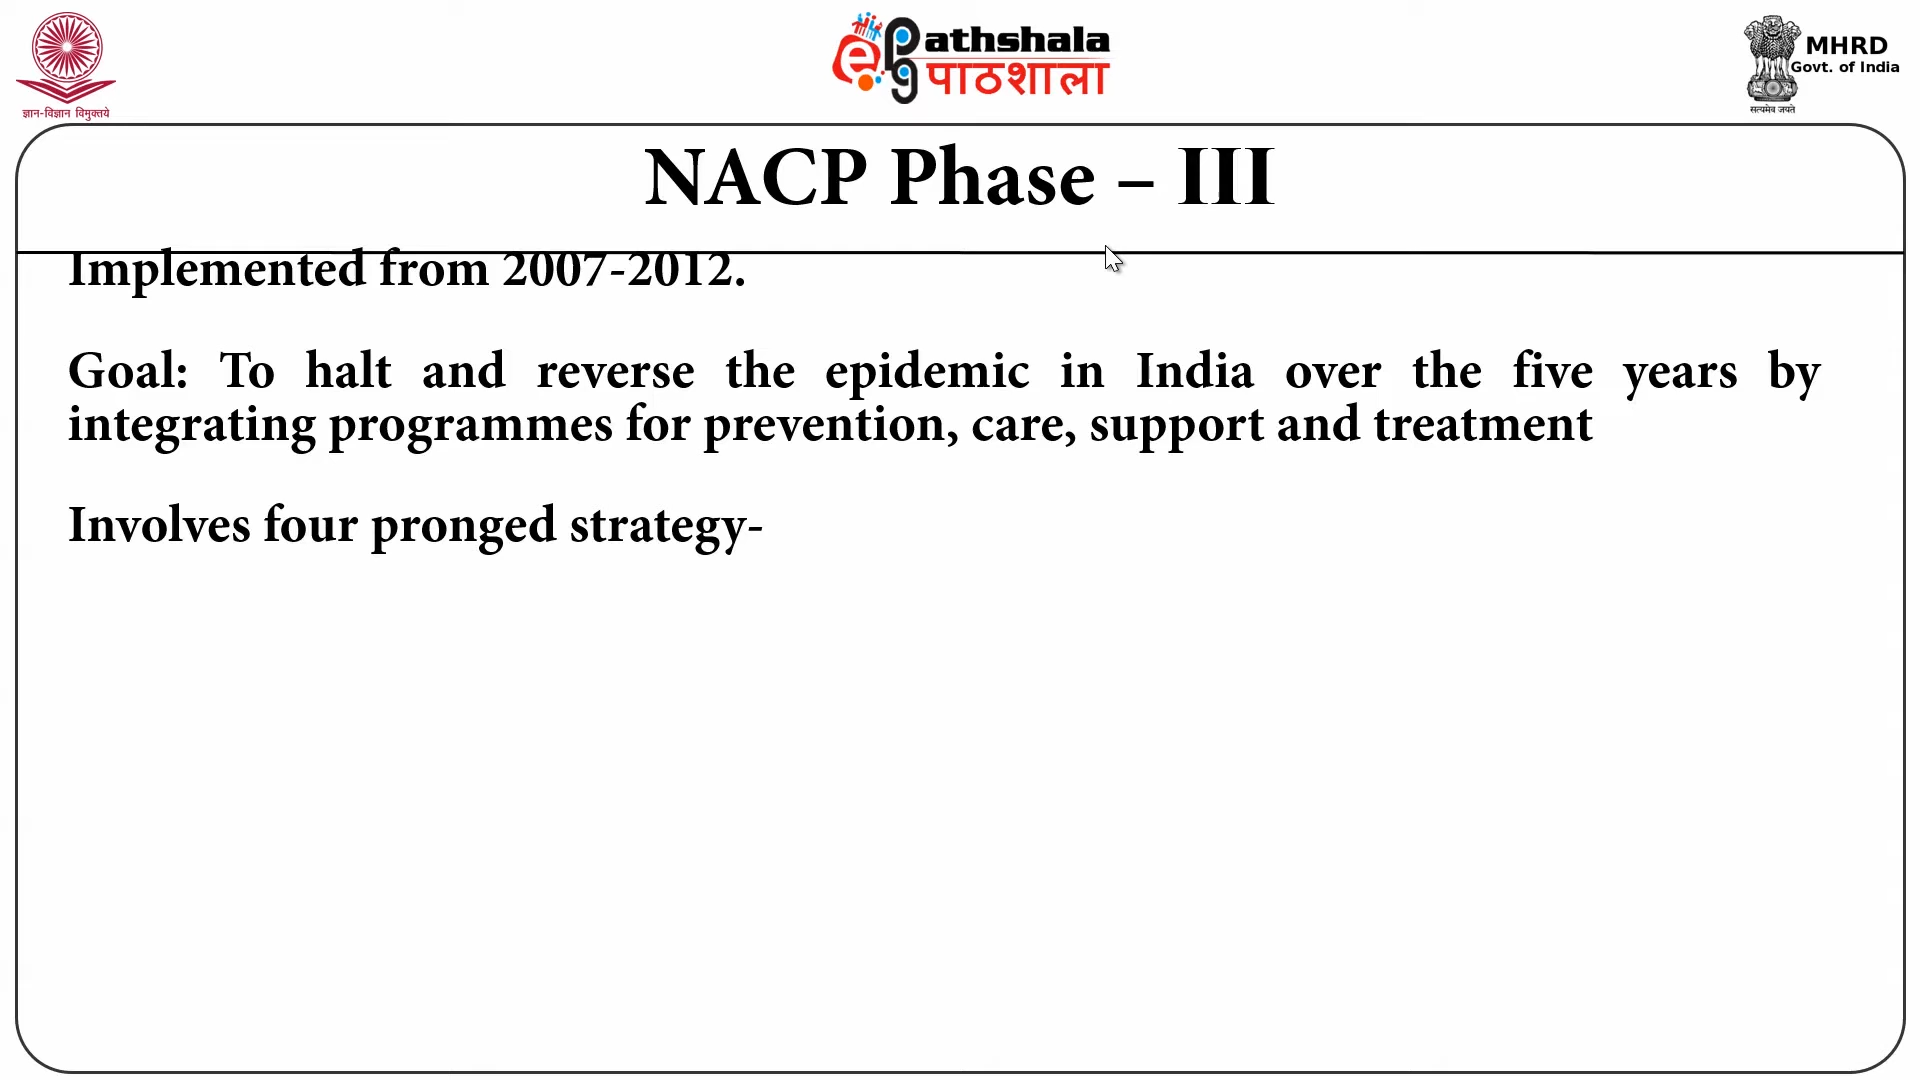 ज्ञान-विज्ञान विमुक्तये
e
Pathshala
पाठशाला
pg
MHRD
Govt. of India
सत्यमेव जयते
NACP Phase – III
Implemented from 2007-2012.
Goal: To halt and reverse the epidemic in India over the five years by
integrating programmes for prevention, care, support and treatment
Involves four pronged strategy-